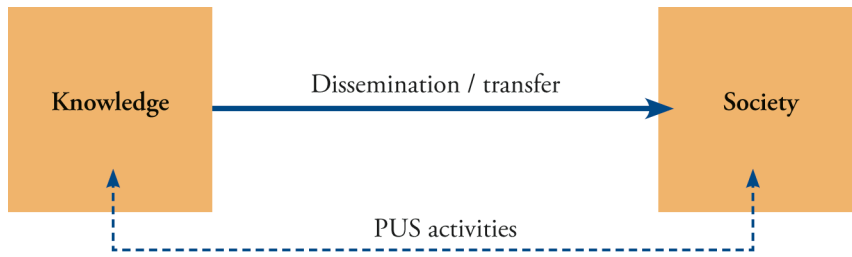 Dissemination / transfer
Knowledge
Society
PUS activities